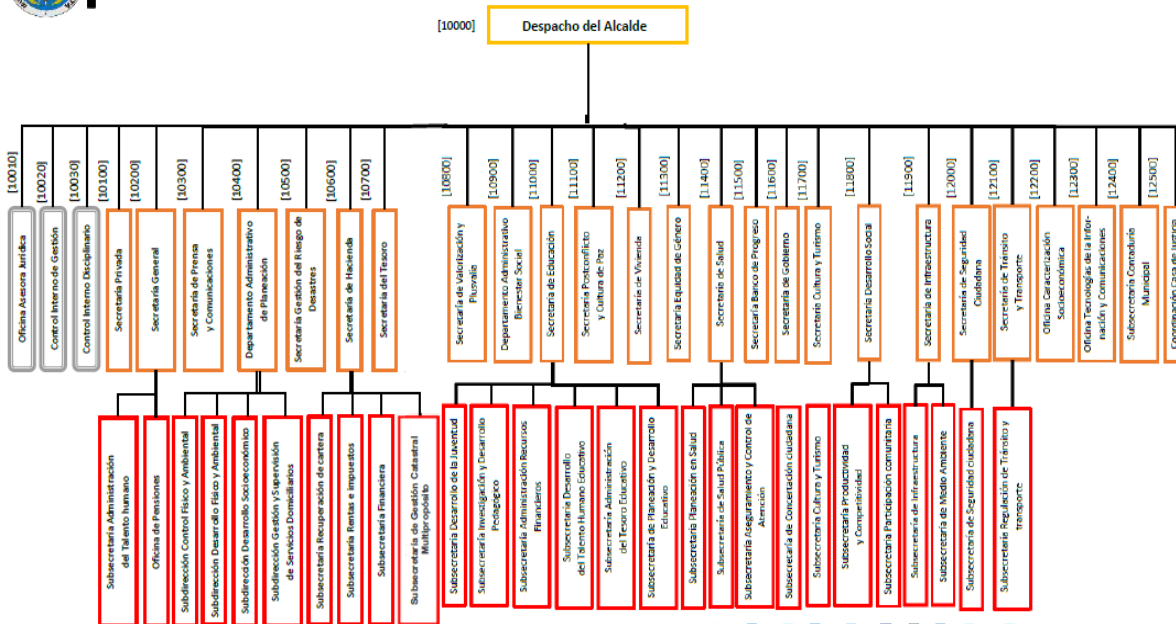 [10000]
Despacho del Alcalde
[10010]
[10020]
[10030]
[10100]
[10200]
[10300]
[10400]
[10500]
[10600]
[10700]
[10800]
[10900]
[11000]
[11100]
[11200]
[11300]
[11400]
[11500]
[11600]
[11700]
[11800]
[11900]
[12000]
[12100]
[12200]
[12300]
[12400]
[12500]
Oficina Asesora Jurídica
Control Interno de Gestión
Control Interno Disciplinario
Secretaría Privada
Secretaría General
Secretaría de Prensa
y Comunicaciones
Departamento Administrativo
de Planeación
Secretaría Gestión del Riesgo de
Desastres
Secretaría de Hacienda
Secretaría del Tesoro
Secretaría de Valorización y
Plusvalía
Departamento Administrativo
Bienestar Social
Secretaría de Educación
Secretaría Postconflicto
y Cultura de Paz
Secretaría de Vivienda
Secretaría Equidad de Género
Secretaría de Salud
Secretaría Banco de Progreso
Secretaría de Gobierno
Secretaría Cultura y Turismo
Secretaría Desarrollo Social
Secretaría de Infraestructura
Secretaría de Seguridad
Ciudadana
Secretaría de Tránsito
y Transporte
Oficina Caracterización
Socioeconómica
Oficina Tecnologías de la Infor-
nación y Comunicaciones
Subsecretaría Contaduría
Municipal
Coordinación Casa de Justicia
Subsecretaría Administración
del Talento humano
Oficina de Pensiones
Subdirección Control Físico y Ambiental
Subdirección Desarrollo Físico y Ambiental
Subdirección Desarrollo Socioeconómico
Subdirección Gestión y Supervisión
de Servicios Domiciliarios
Subsecretaría Recuperación de cartera
Subsecretaría Rentas e Impuestos
Subsecretaría Financiera
Subsecretaría de Gestión Catastral
Multipropósito
Subsecretaría Desarrollo de la Juventud
Subsecretaría Investigación y Desarrollo
Pedagógico
Subsecretaría Administración Recursos
Financieros
Subsecretaría Desarrollo
del Talento Humano Educativo
Subsecretaría Administración
del Tesoro Educativo
Subsecretaría de Planeación y Desarrollo
Educativo
Subsecretaría Planeación en Salud
Subsecretaría de Salud Pública
Subsecretaría Aseguramiento y Control de
Atención
Subsecretaría de Concertación ciudadana
Subsecretaría Cultura y Turismo
Subsecretaría Productividad
y Competitividad
Subsecretaría Participación comunitaria
Subsecretaría de Infraestructura
Subsecretaría de Medio Ambiente
Subsecretaría de Seguridad ciudadana
Subsecretaría Regulación de Tránsito y
transporte